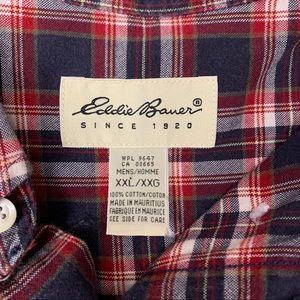 Eddie Bauer®
SINCE 1920
WPL 9647
CA 00665
MENS/HOMME
XXL/XXG
100% COTTON/COTON
MADE IN MAURITIUS
FABRIQUE EN MAURICE
SEE SIDE FOR CARE